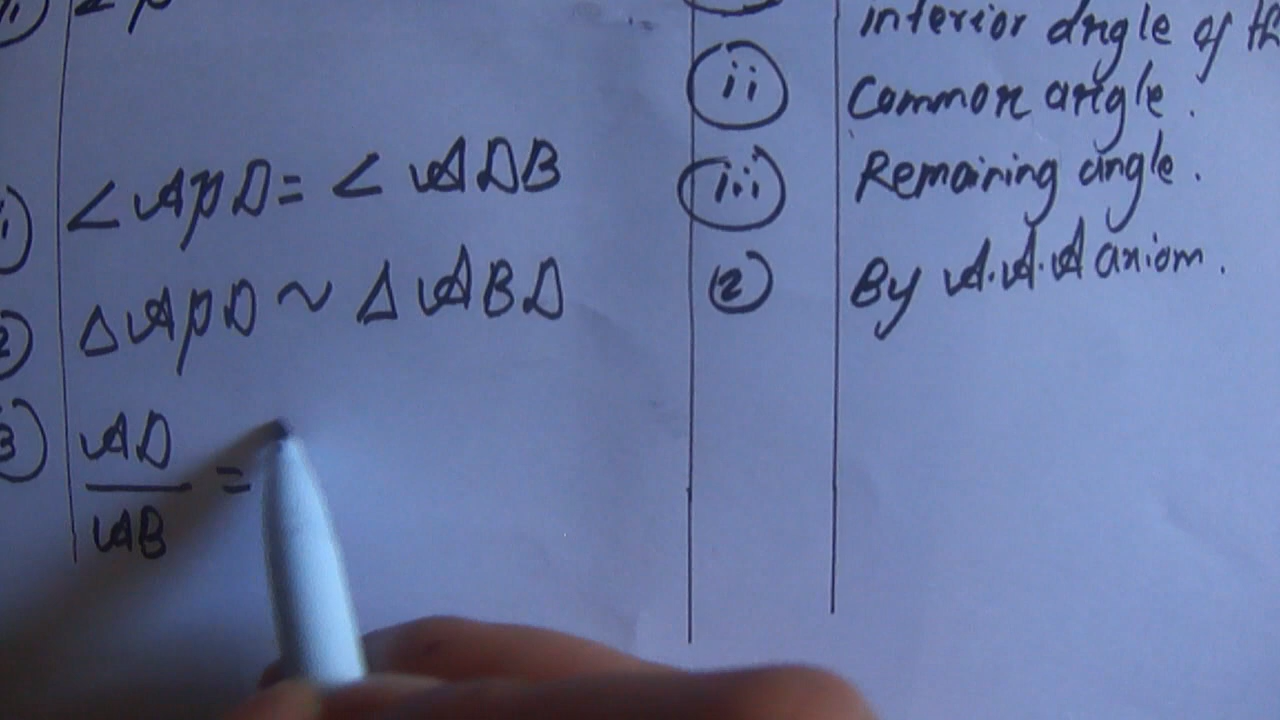 interior angle of th
ii Common angle.
∠APD = ∠ADB
iii Remaining angle.
2 ΔAPD ~ ΔABD
2 By A.A.A axiom.
3 AD
AB =